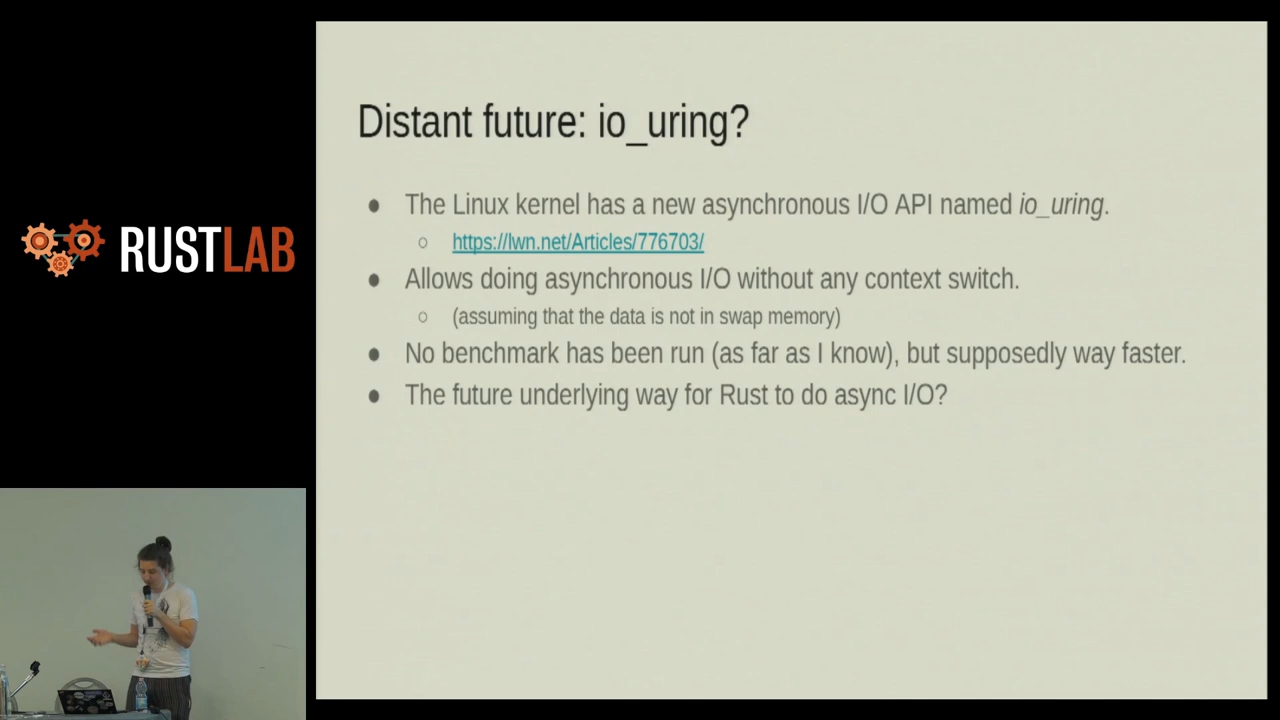 RUSTLAB
Distant future: io_uring?
● The Linux kernel has a new asynchronous I/O API named io_uring.
○ https://lwn.net/Articles/776703/
● Allows doing asynchronous I/O without any context switch.
○ (assuming that the data is not in swap memory)
● No benchmark has been run (as far as I know), but supposedly way faster.
● The future underlying way for Rust to do async I/O?